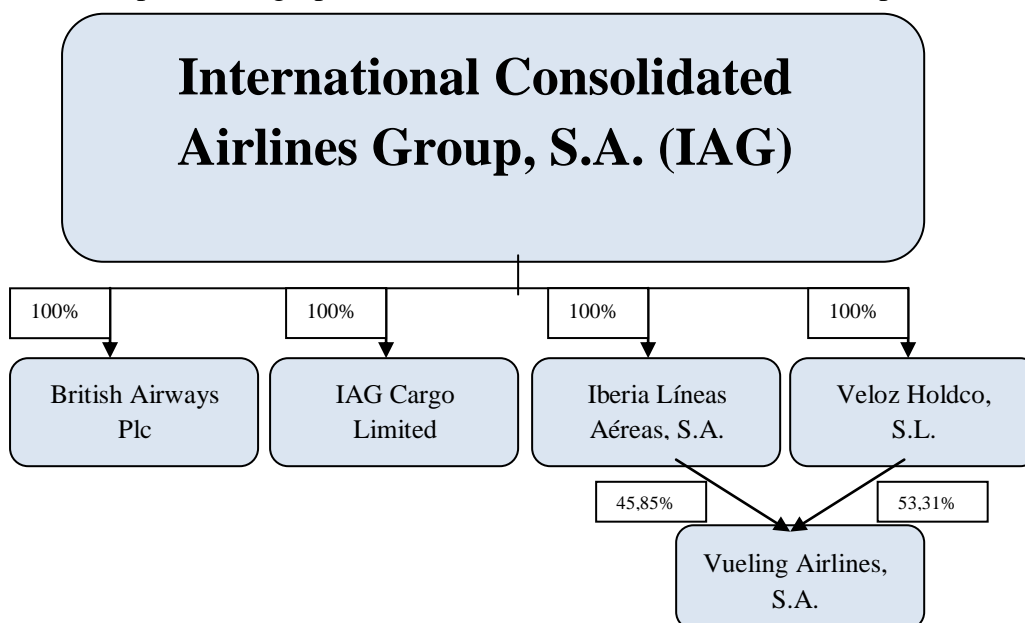 International Consolidated
Airlines Group, S.A. (IAG)
100%
100%
100%
100%
British Airways
Plc
IAG Cargo
Limited
Iberia Líneas
Aéreas, S.A.
Veloz Holdco,
S.L.
45,85%
53,31%
Vueling Airlines,
S.A.